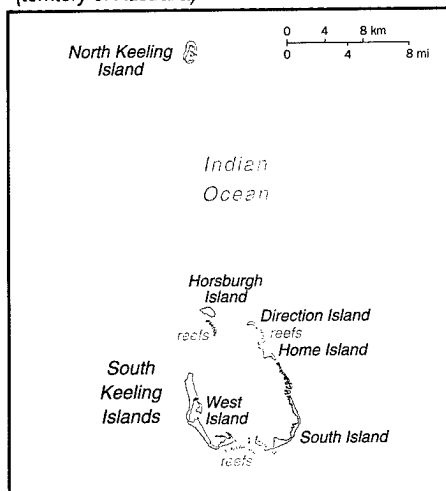 (territory of Australia)
North Keeling
Island
0 4 8 km
0 4 8 mi
Indian
Ocean
Horsburgh
Island
Direction Island
reefs
reefs
Home Island
South
Keeling
Islands
West
Island
South Island
reefs